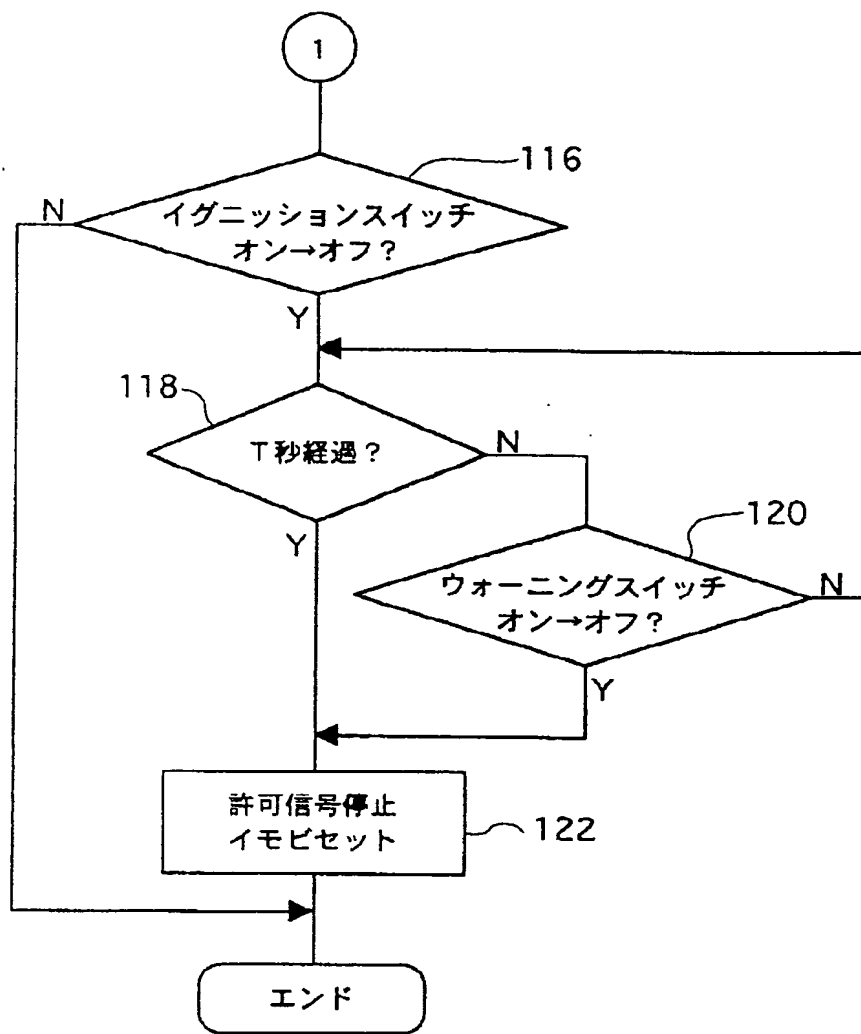 1
116
N
イグニッションスイッチ
オン→オフ？
Y
118
T秒経過？
N
Y
120
ウォーニングスイッチ
オン→オフ？
N
Y
許可信号停止
イモビセット
122
エンド